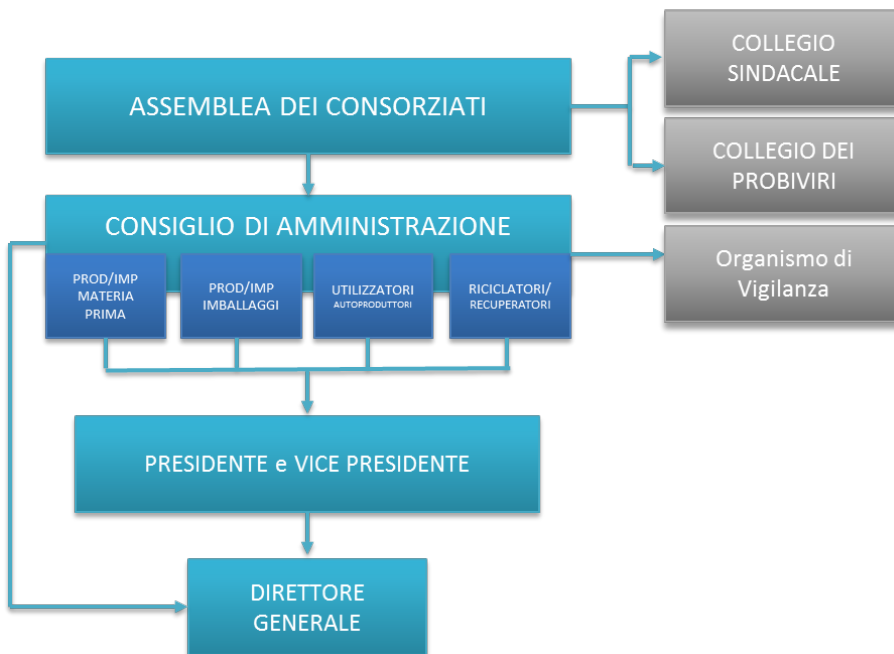 COLLEGIO
SINDACALE
ASSEMBLEA DEI CONSORZIATI
COLLEGIO DEI
PROBIVIRI
CONSIGLIO DI AMMINISTRAZIONE
Organismo di
Vigilanza
PROD/IMP
MATERIA
PRIMA
PROD/IMP
IMBALLAGGI
UTILIZZATORI
AUTOPRODUTTORI
RICICLATORI/
RECUPERATORI
PRESIDENTE e VICE PRESIDENTE
DIRETTORE
GENERALE